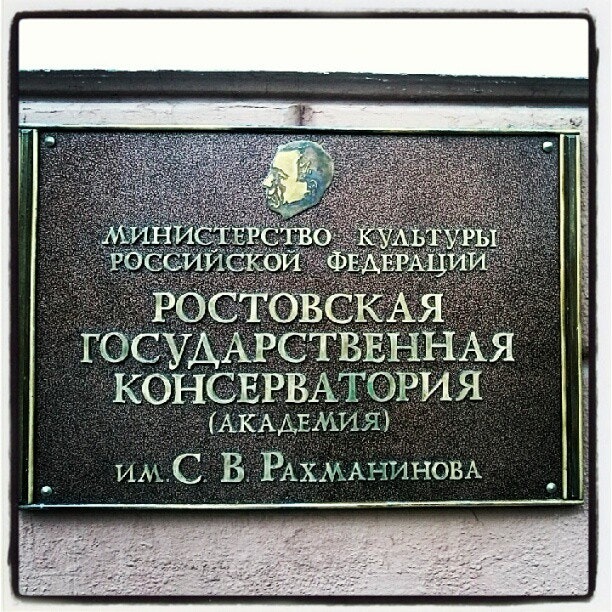 МИНИСТЕРСТВО КУЛЬТУРЫ
РОССИЙСКОЙ ФЕДЕРАЦИИ
РОСТОВСКАЯ
ГОСУДАРСТВЕННАЯ
КОНСЕРВАТОРИЯ
(АКАДЕМИЯ)
ИМ. С. В. РАХМАНИНОВА